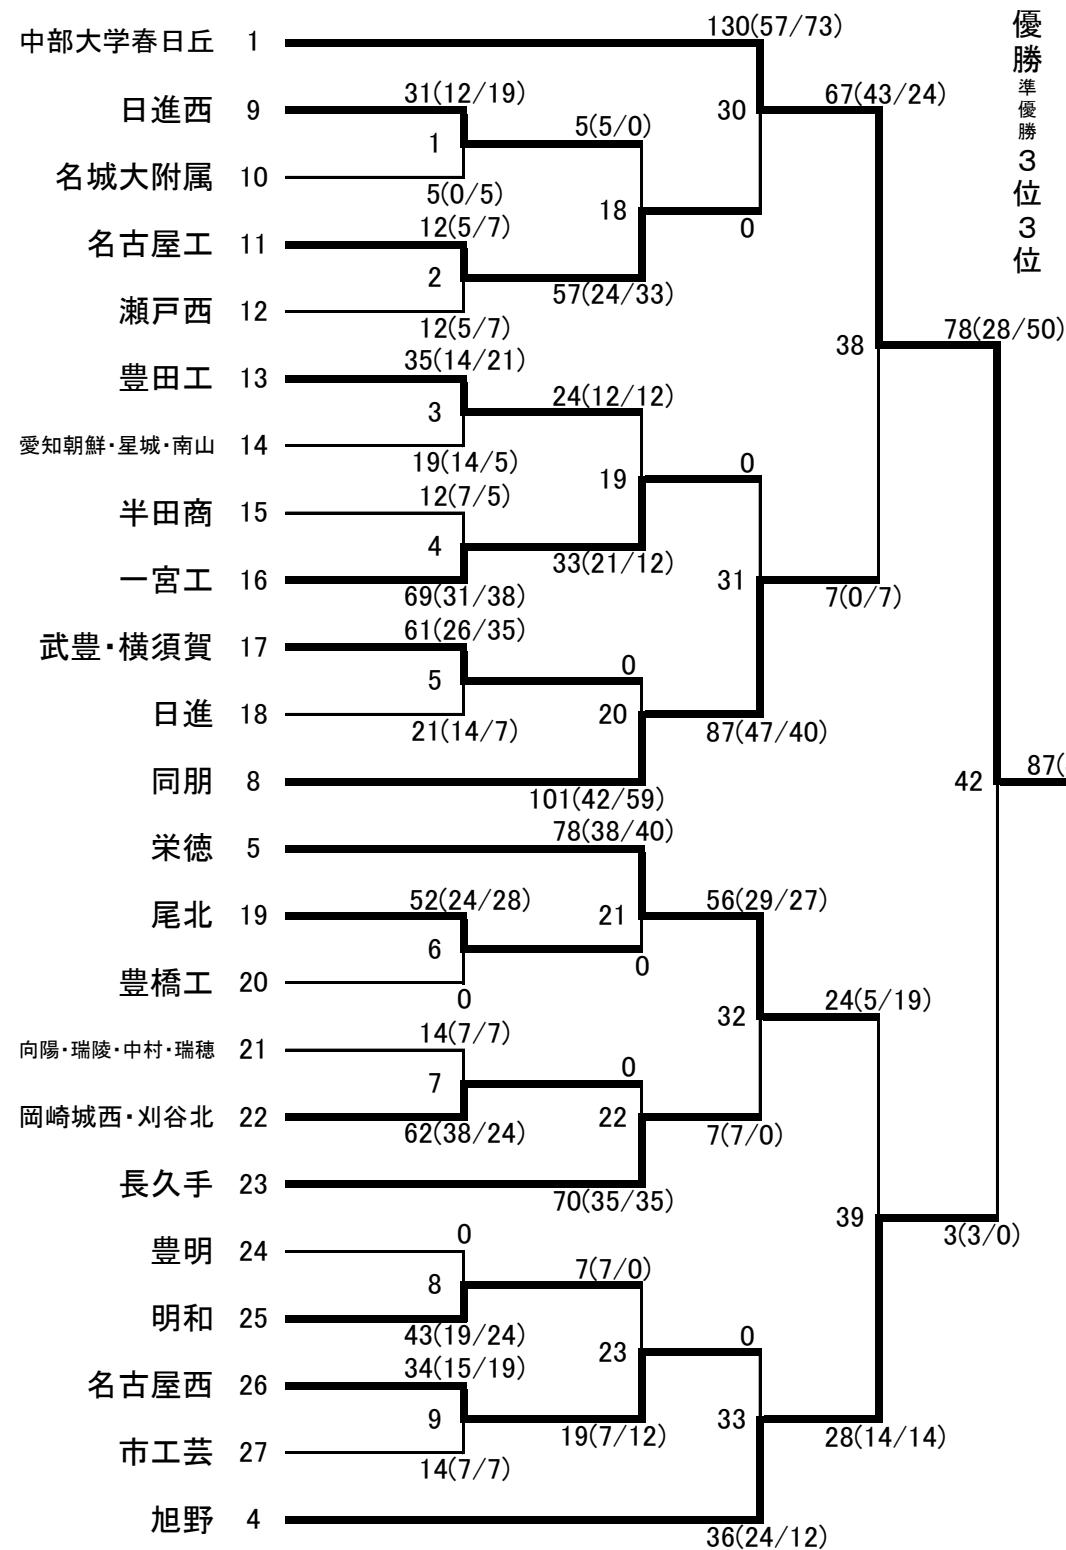 130(57/73)
中部大学春日丘 1
67(43/24)
31(12/19)
日進西 9
30
5(5/0)
1
名城大附属 10
5(0/5)
18
0
12(5/7)
名古屋工 11
2
57(24/33)
瀬戸西 12
12(5/7)
78(28/50)
38
35(14/21)
豊田工 13
24(12/12)
3
愛知朝鮮・星城・南山 14
19(14/5)
0
19
12(7/5)
半田商 15
4
33(21/12)
一宮工 16
31
7(0/7)
69(31/38)
61(26/35)
武豊・横須賀 17
0
5
日進 18
20
21(14/7)
87(47/40)
同朋 8
42
87(
101(42/59)
78(38/40)
栄徳 5
52(24/28)
56(29/27)
尾北 19
21
6
0
豊橋工 20
0
24(5/19)
32
14(7/7)
向陽・瑞陵・中村・瑞穂 21
0
7
岡崎城西・刈谷北 22
22
62(38/24)
7(7/0)
長久手 23
70(35/35)
39
3(3/0)
0
豊明 24
7(7/0)
8
明和 25
43(19/24)
0
23
34(15/19)
名古屋西 26
9
33
19(7/12)
28(14/14)
市工芸 27
14(7/7)
旭野 4
36(24/12)
優勝
準優勝
3位
3位